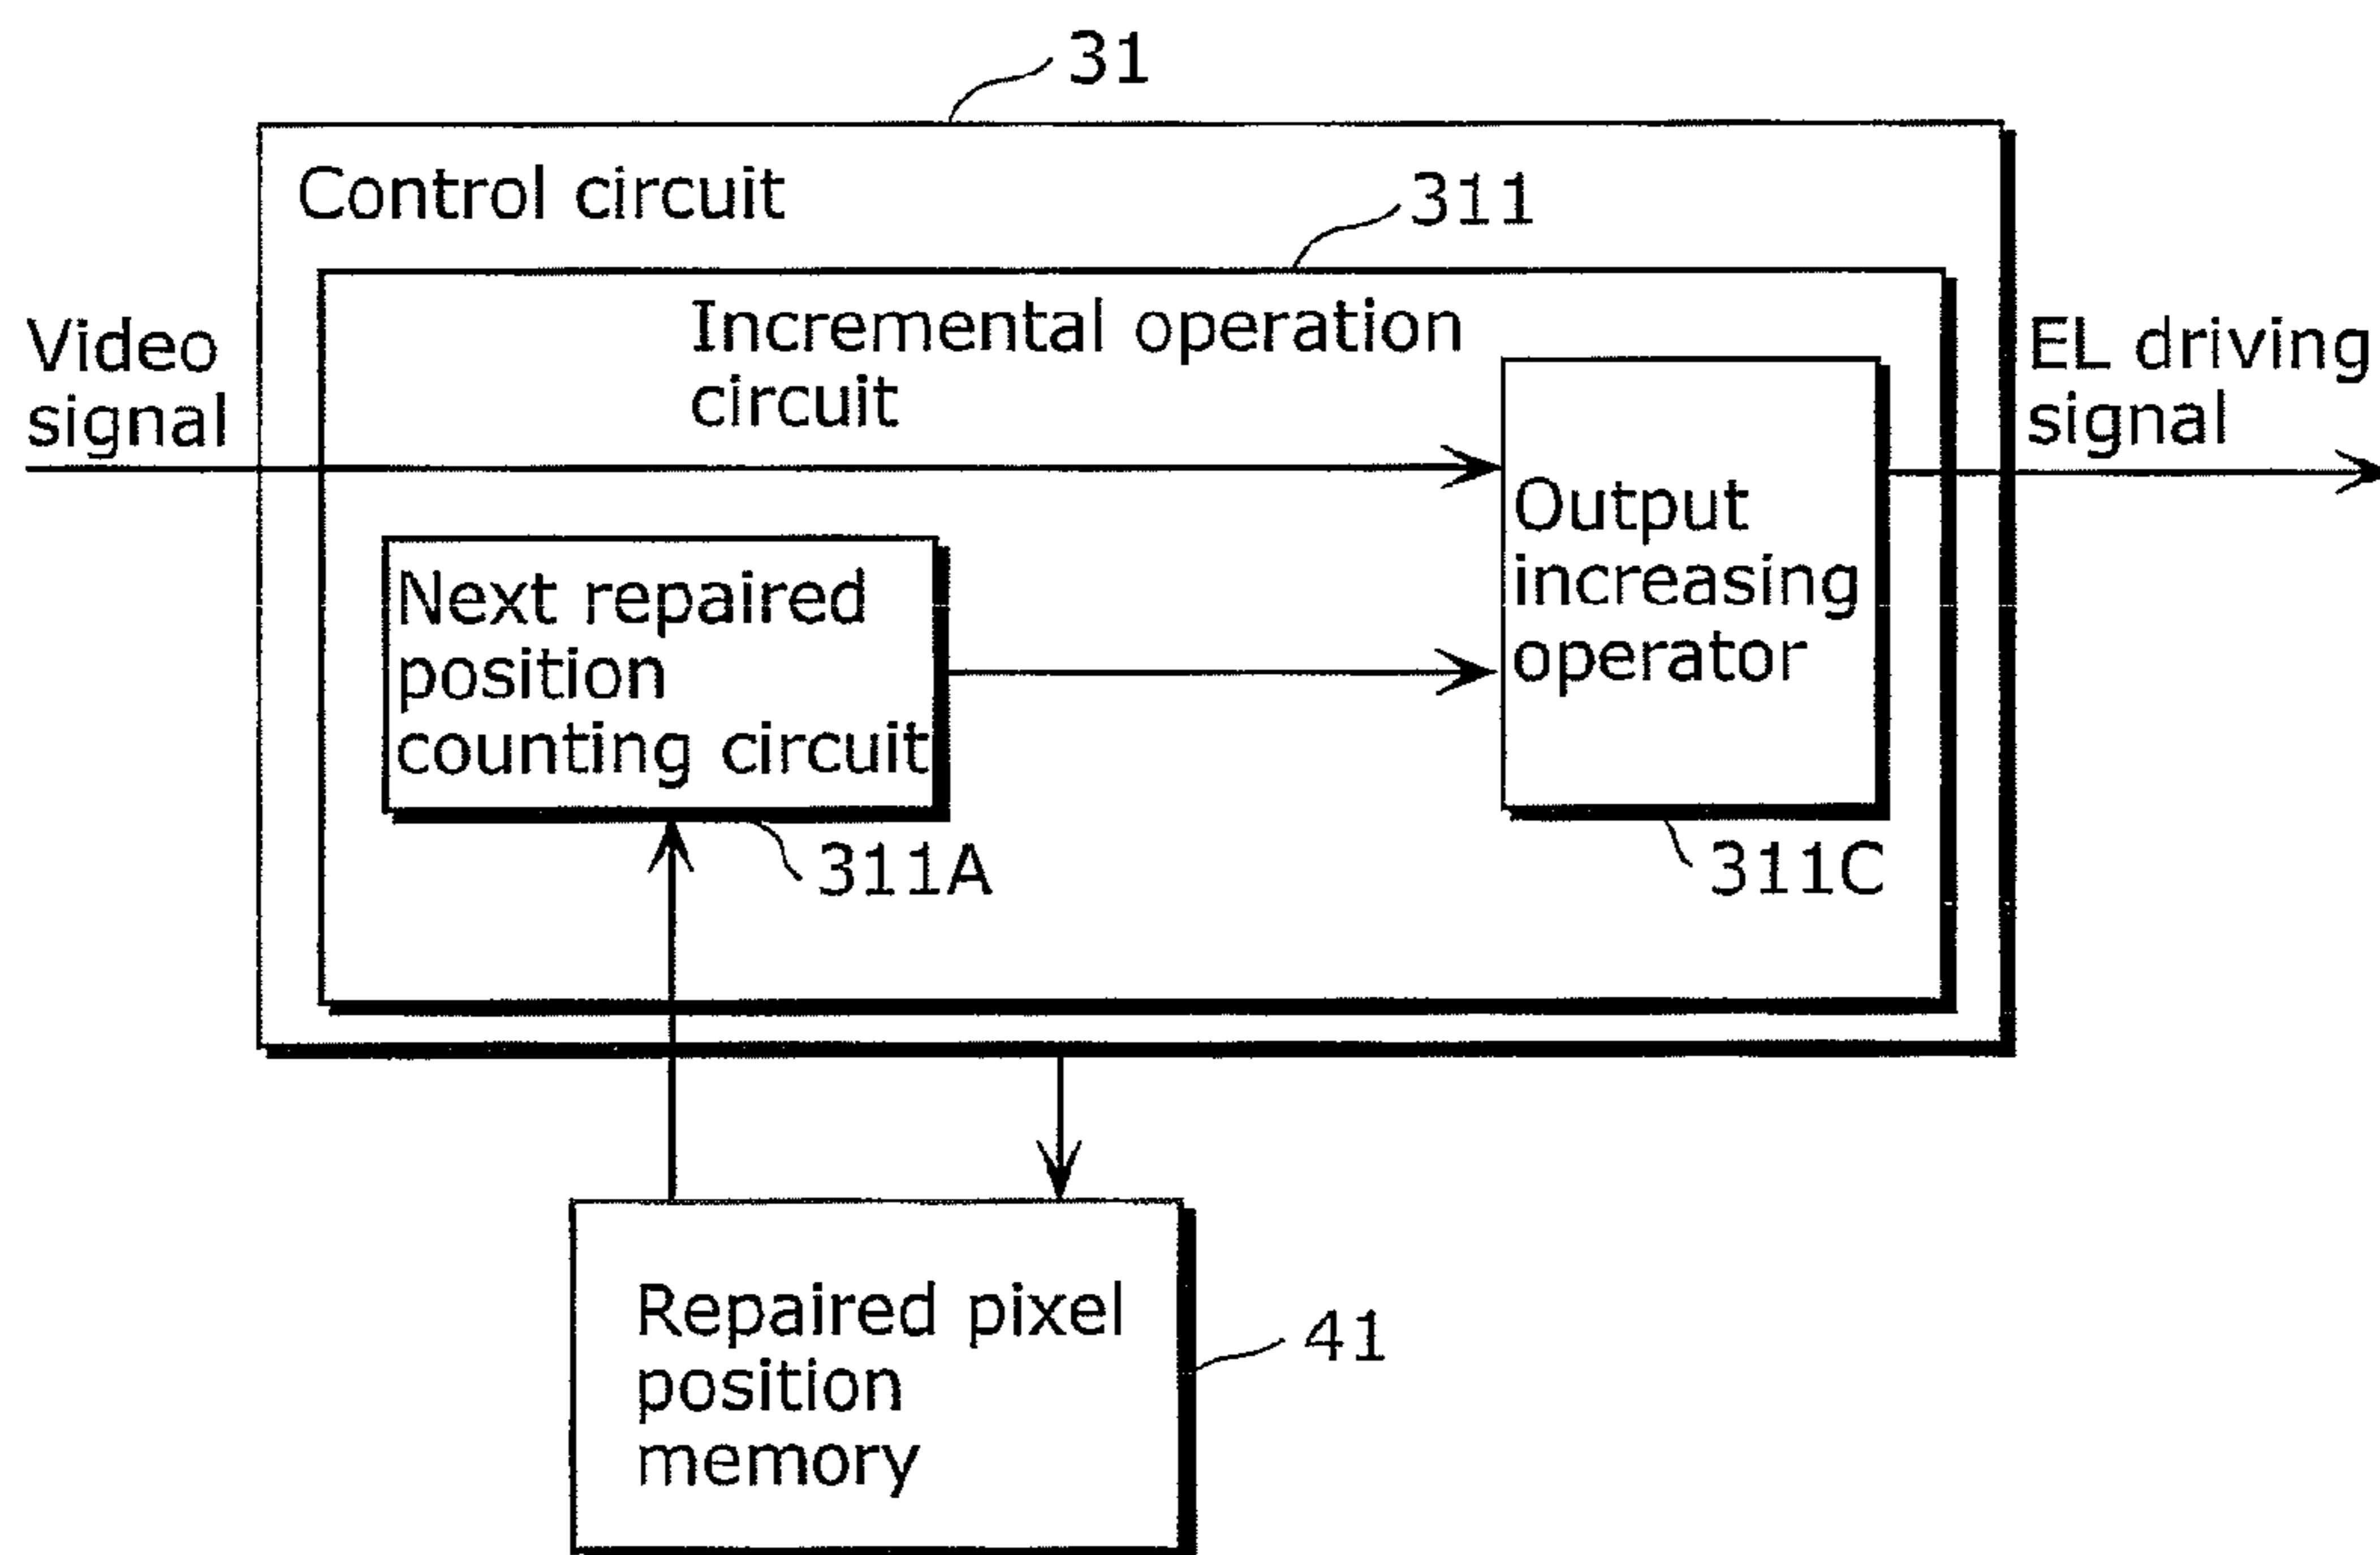 31
Control circuit
311
Incremental operation
circuit
Video
signal
EL driving
signal
Output
increasing
operator
Next repaired
position
counting circuit
311A
311C
Repaired pixel
position
memory
41